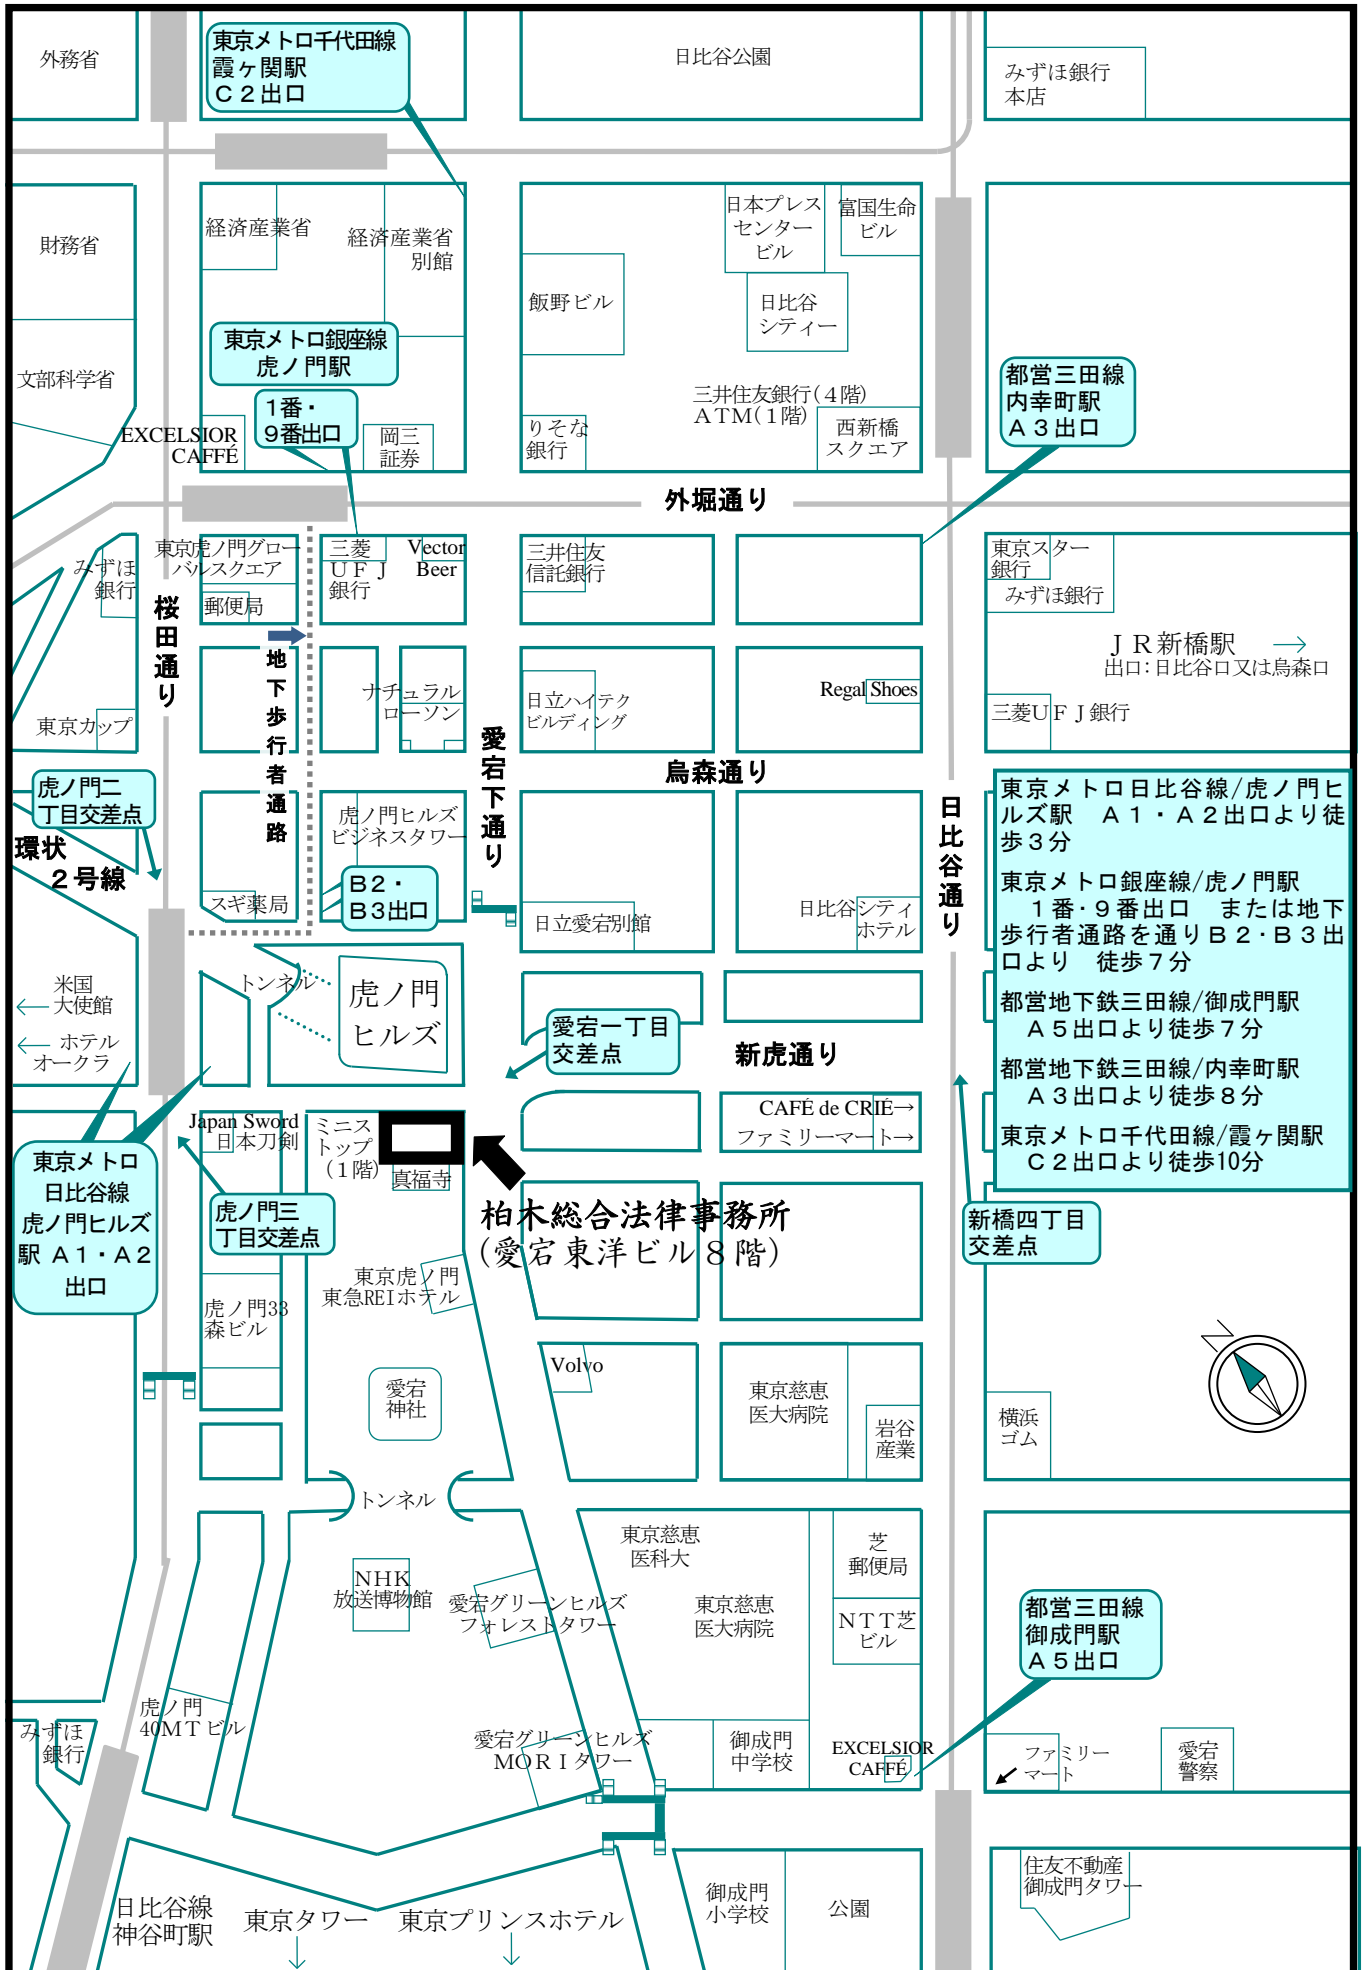 外務省
東京メトロ千代田線
霞ヶ関駅
C2出口
日比谷公園
みずほ銀行
本店
財務省
経済産業省
経済産業省
別館
日本プレス
センター
ビル
富国生命
ビル
飯野ビル
日比谷
シティー
東京メトロ銀座線
虎ノ門駅
文部科学省
1番・
9番出口
EXCELSIOR
CAFFÉ
岡三
証券
りそな
銀行
三井住友銀行(4階)
ATM(1階)
西新橋
スクエア
都営三田線
内幸町駅
A3出口
外堀通り
みずほ
銀行
東京虎ノ門グロー
バルスクエア
郵便局
三菱
UFJ
銀行
Vector
Beer
三井住友
信託銀行
東京スター
銀行
みずほ銀行
桜田通り
地下歩行者通路
JR新橋駅 →
出口:日比谷口又は烏森口
東京カップ
ナチュラル
ローソン
日立ハイテク
ビルディング
Regal Shoes
三菱UFJ銀行
愛宕下通り
烏森通り
日比谷通り
虎ノ門二
丁目交差点
環状
2号線
虎ノ門ヒルズ
ビジネスタワー
スギ薬局
B2・
B3出口
日立愛宕別館
日比谷シティ
ホテル
東京メトロ日比谷線/虎ノ門ヒ
ルズ駅 A1・A2出口より徒
歩3分
東京メトロ銀座線/虎ノ門駅
1番・9番出口 または地下
歩行者通路を通りB2・B3出
口より 徒歩7分
都営地下鉄三田線/御成門駅
A5出口より徒歩7分
都営地下鉄三田線/内幸町駅
A3出口より徒歩8分
東京メトロ千代田線/霞ヶ関駅
C2出口より徒歩10分
米国
← 大使館
← ホテル
オークラ
トンネル
虎ノ門
ヒルズ
愛宕一丁目
交差点
新虎通り
Japan Sword
日本刀剣
ミニス
トップ
(1階)
真福寺
CAFÉ de CRIÉ→
ファミリーマート→
東京メトロ
日比谷線
虎ノ門ヒルズ
駅 A1・A2
出口
虎ノ門三
丁目交差点
柏木総合法律事務所
(愛宕東洋ビル8階)
新橋四丁目
交差点
東京虎ノ門
東急REIホテル
虎ノ門33
森ビル
N
愛宕
神社
Volvo
東京慈恵
医大病院
岩谷
産業
横浜
ゴム
トンネル
東京慈恵
医科大
芝
郵便局
NHK
放送博物館
愛宕グリーンヒルズ
フォレストタワー
東京慈恵
医大病院
NTT芝
ビル
都営三田線
御成門駅
A5出口
みずほ
銀行
虎ノ門
40MTビル
愛宕グリーンヒルズ
MORIタワー
御成門
中学校
EXCELSIOR
CAFFÉ
ファミリー
マート
愛宕
警察
日比谷線
神谷町駅
東京タワー
東京プリンスホテル
御成門
小学校
公園
住友不動産
御成門タワー